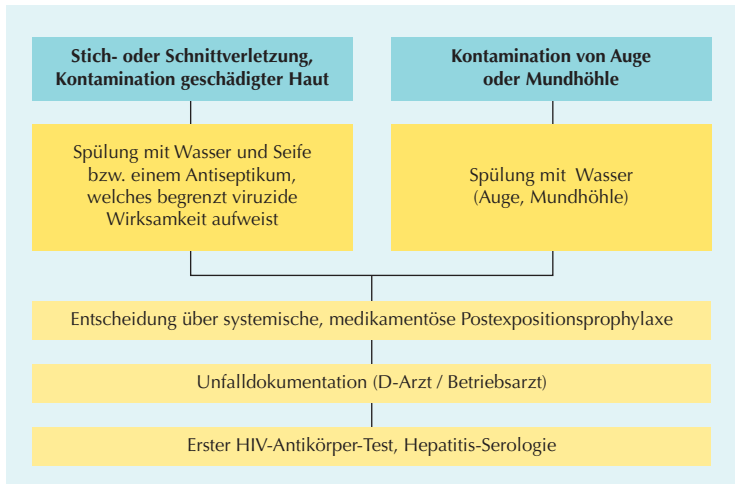 Stich- oder Schnittverletzung,
Kontamination geschädigter Haut
Kontamination von Auge
oder Mundhöhle
Spülung mit Wasser und Seife
bzw. einem Antiseptikum,
welches begrenzt viruzide
Wirksamkeit aufweist
Spülung mit Wasser
(Auge, Mundhöhle)
Entscheidung über systemische, medikamentöse Postexpositionsprophylaxe
Unfalldokumentation (D-Arzt / Betriebsarzt)
Erster HIV-Antikörper-Test, Hepatitis-Serologie